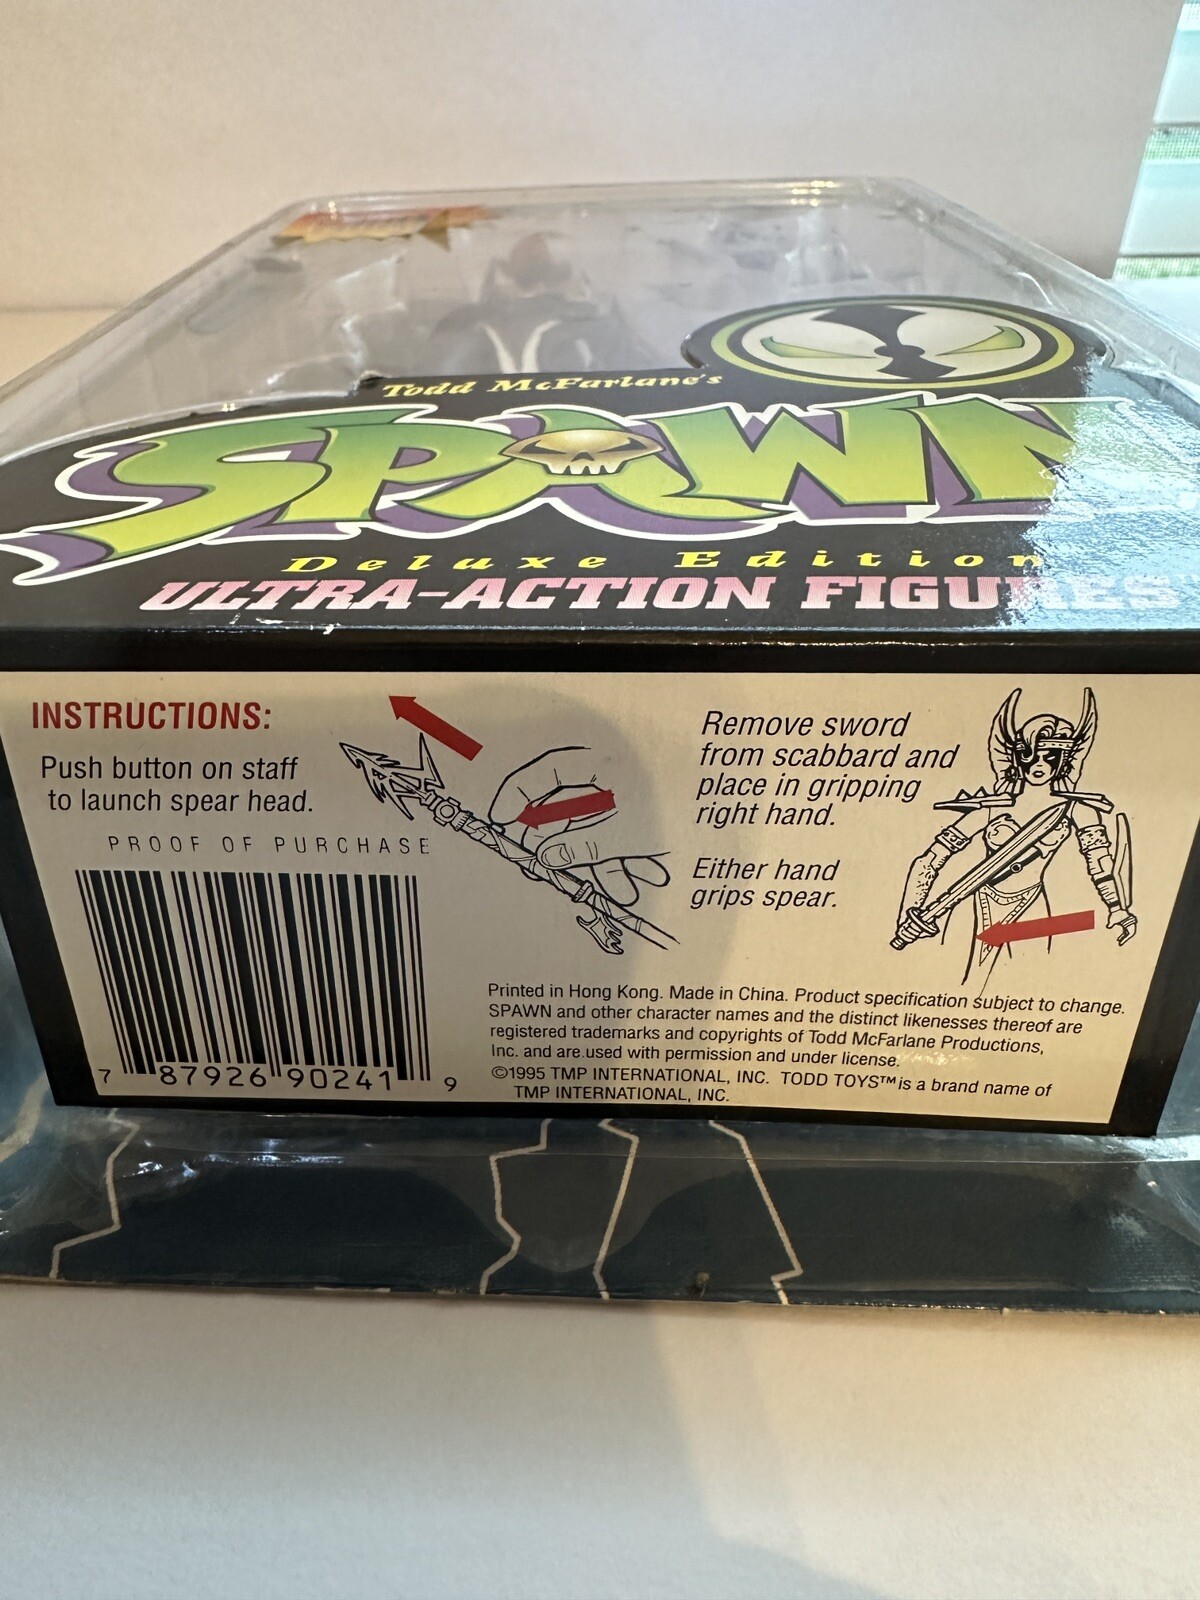 Todd McFarlane's
SPAWN
Deluxe Edition
ULTRA-ACTION FIGURES™
INSTRUCTIONS:
Push button on staff
to launch spear head.
PROOF OF PURCHASE
7 87926 90241 9
Remove sword
from scabbard and
place in gripping
right hand.
Either hand
grips spear.
Printed in Hong Kong. Made in China. Product specification subject to change.
SPAWN and other character names and the distinct likenesses thereof are
registered trademarks and copyrights of Todd McFarlane Productions,
Inc. and are used with permission and under license.
©1995 TMP INTERNATIONAL, INC. TODD TOYS™ is a brand name of
TMP INTERNATIONAL, INC.